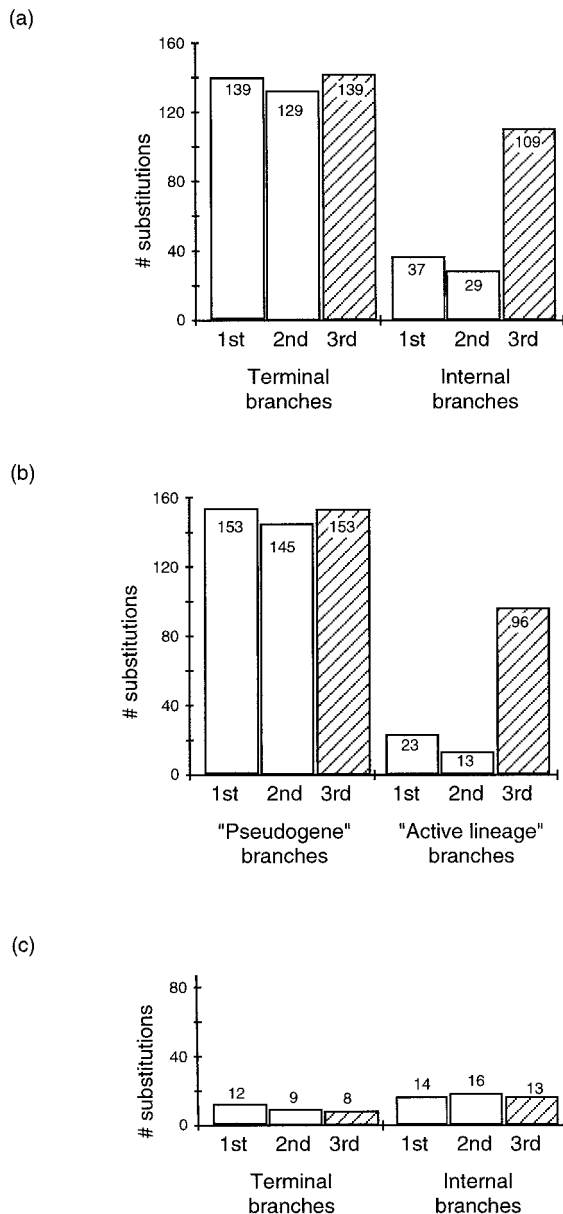 (a)
160
120
80
40
0
# substitutions
139
129
139
37
29
109
1st 2nd 3rd 1st 2nd 3rd
Terminal branches
Internal branches
(b)
160
120
80
40
0
# substitutions
153
145
153
23
13
96
1st 2nd 3rd 1st 2nd 3rd
"Pseudogene" branches
"Active lineage" branches
(c)
80
40
0
# substitutions
12
9
8
14
16
13
1st 2nd 3rd 1st 2nd 3rd
Terminal branches
Internal branches